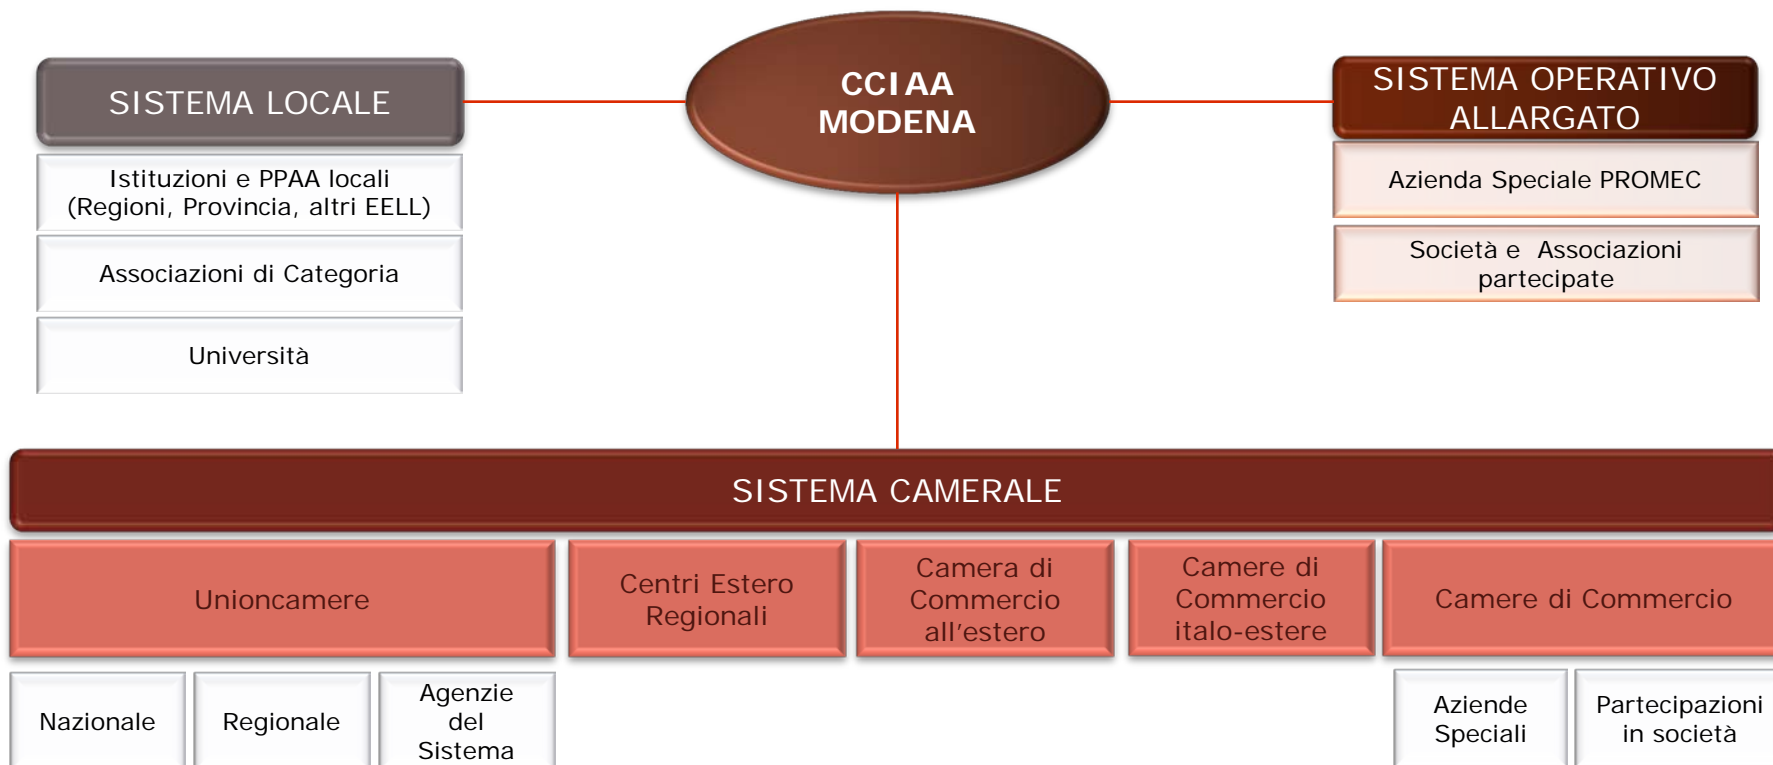 CCIAA
MODENA
SISTEMA LOCALE
Istituzioni e PPAA locali
(Regioni, Provincia, altri EELL)
Associazioni di Categoria
Università
SISTEMA OPERATIVO
ALLARGATO
Azienda Speciale PROMEC
Società e Associazioni
partecipate
SISTEMA CAMERALE
Unioncamere
Centri Estero
Regionali
Camera di
Commercio
all'estero
Camere di
Commercio
italo-estere
Camere di Commercio
Nazionale
Regionale
Agenzie
del
Sistema
Aziende
Speciali
Partecipazioni
in società